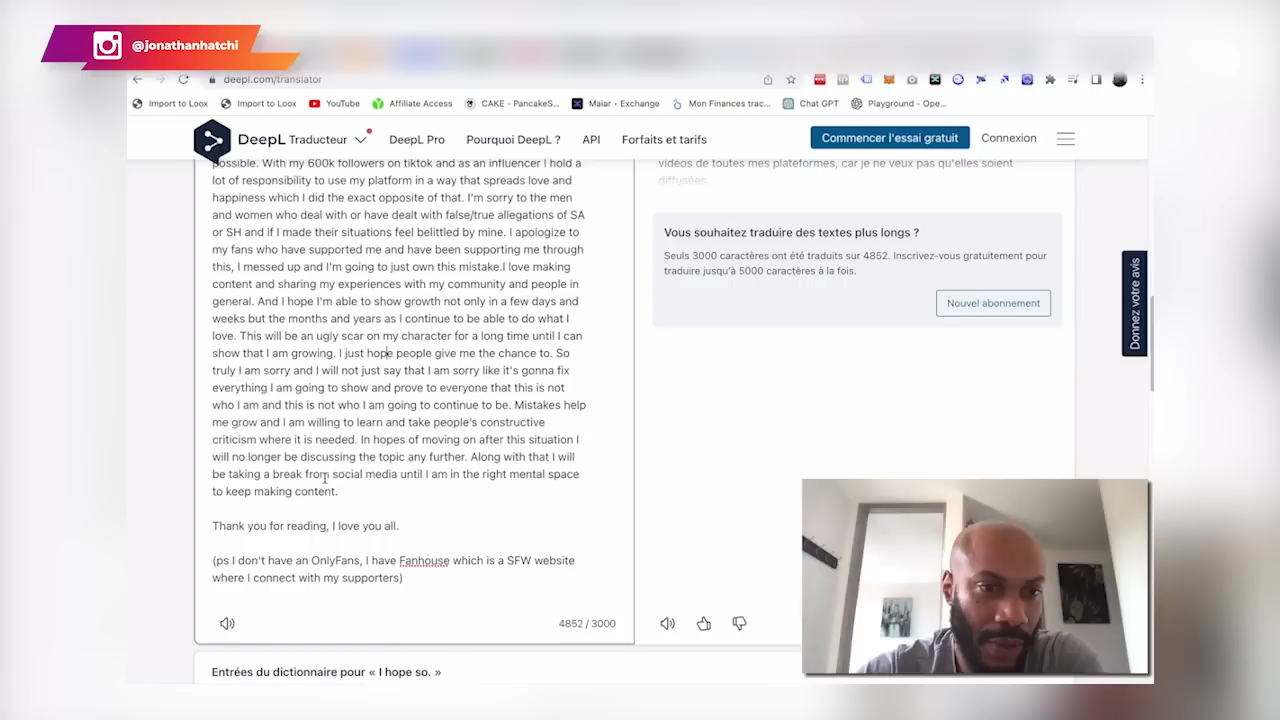 @jonathanhatchi
deepl.com/translator
Import to Loox Import to Loox YouTube Affiliate Access CAKE - PancakeS... Maiar • Exchange Mon Finances trac... Chat GPT Playground - Ope...
DeepL Traducteur DeepL Pro Pourquoi DeepL ? API Forfaits et tarifs Commencer l'essai gratuit Connexion
possible. With my 600k followers on tiktok and as an influencer I hold a
lot of responsibility to use my platform in a way that spreads love and
happiness which I did the exact opposite of that. I'm sorry to the men
and women who deal with or have dealt with false/true allegations of SA
or SH and if I made their situations feel belittled by mine. I apologize to
my fans who have supported me and have been supporting me through
this, I messed up and I'm going to just own this mistake.I love making
content and sharing my experiences with my community and people in
general. And I hope I'm able to show growth not only in a few days and
weeks but the months and years as I continue to be able to do what I
love. This will be an ugly scar on my character for a long time until I can
show that I am growing. I just hope people give me the chance to. So
truly I am sorry and I will not just say that I am sorry like it's gonna fix
everything I am going to show and prove to everyone that this is not
who I am and this is not who I am going to continue to be. Mistakes help
me grow and I am willing to learn and take people's constructive
criticism where it is needed. In hopes of moving on after this situation I
will no longer be discussing the topic any further. Along with that I will
be taking a break from social media until I am in the right mental space
to keep making content.
Thank you for reading, I love you all.
(ps I don't have an OnlyFans, I have Fanhouse which is a SFW website
where I connect with my supporters)
4852 / 3000
vidéos de toutes mes plateformes, car je ne veux pas qu'elles soient
diffusées.
Vous souhaitez traduire des textes plus longs ?
Seuls 3000 caractères ont été traduits sur 4852. Inscrivez-vous gratuitement pour
traduire jusqu'à 5000 caractères à la fois.
Nouvel abonnement
Donnez votre avis
Entrées du dictionnaire pour « I hope so. »